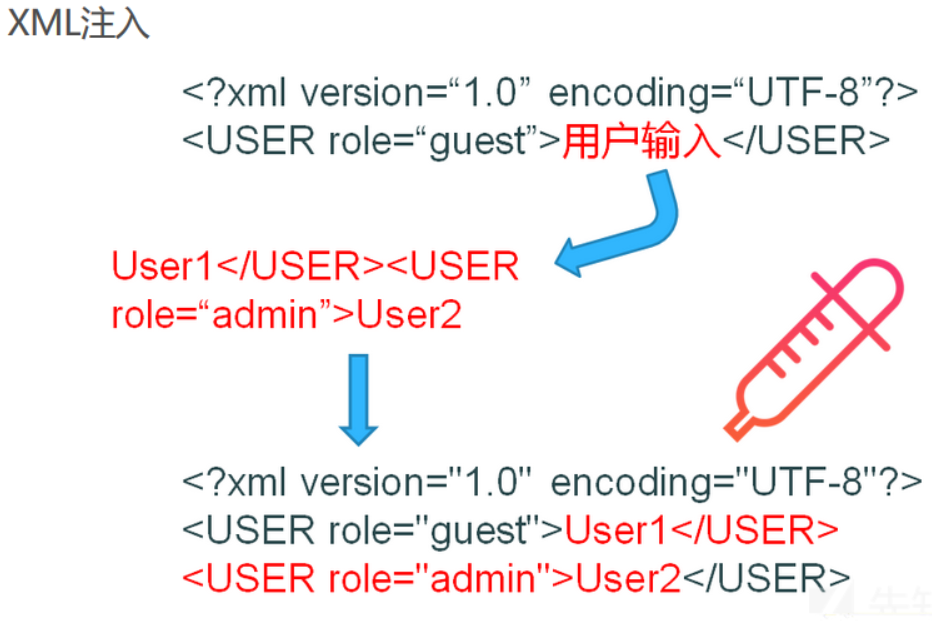 XML注入
<?xml version=“1.0” encoding=“UTF-8”?>
<USER role=“guest”>用户输入</USER>
User1</USER><USER
role=“admin”>User2
<?xml version="1.0" encoding="UTF-8"?>
<USER role="guest">User1</USER>
<USER role="admin">User2</USER>